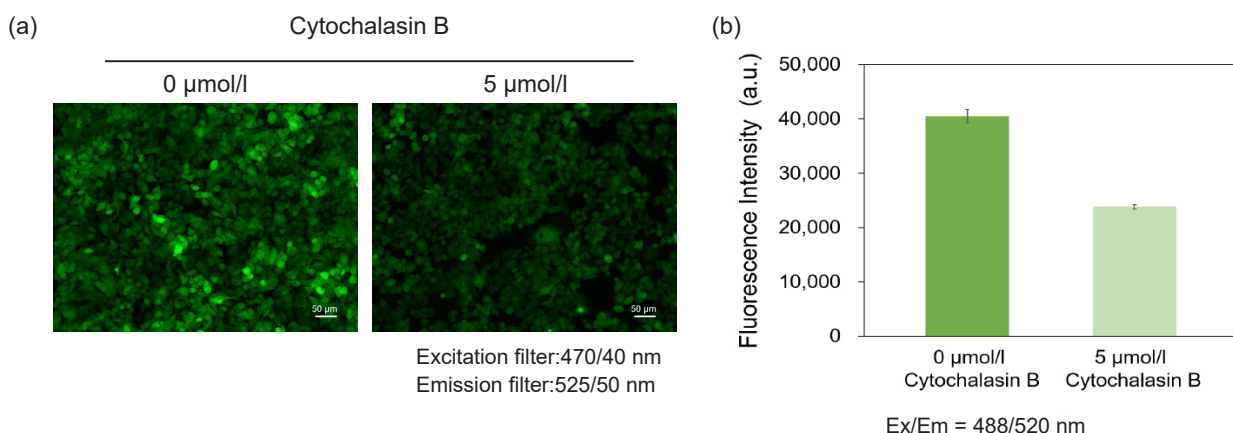 (a)
Cytochalasin B
0 μmol/l
5 μmol/l
50 μm
50 μm
Excitation filter:470/40 nm
Emission filter:525/50 nm
(b)
Fluorescence Intensity (a.u.)
50,000
40,000
30,000
20,000
10,000
0
0 μmol/l
Cytochalasin B
5 μmol/l
Cytochalasin B
Ex/Em = 488/520 nm